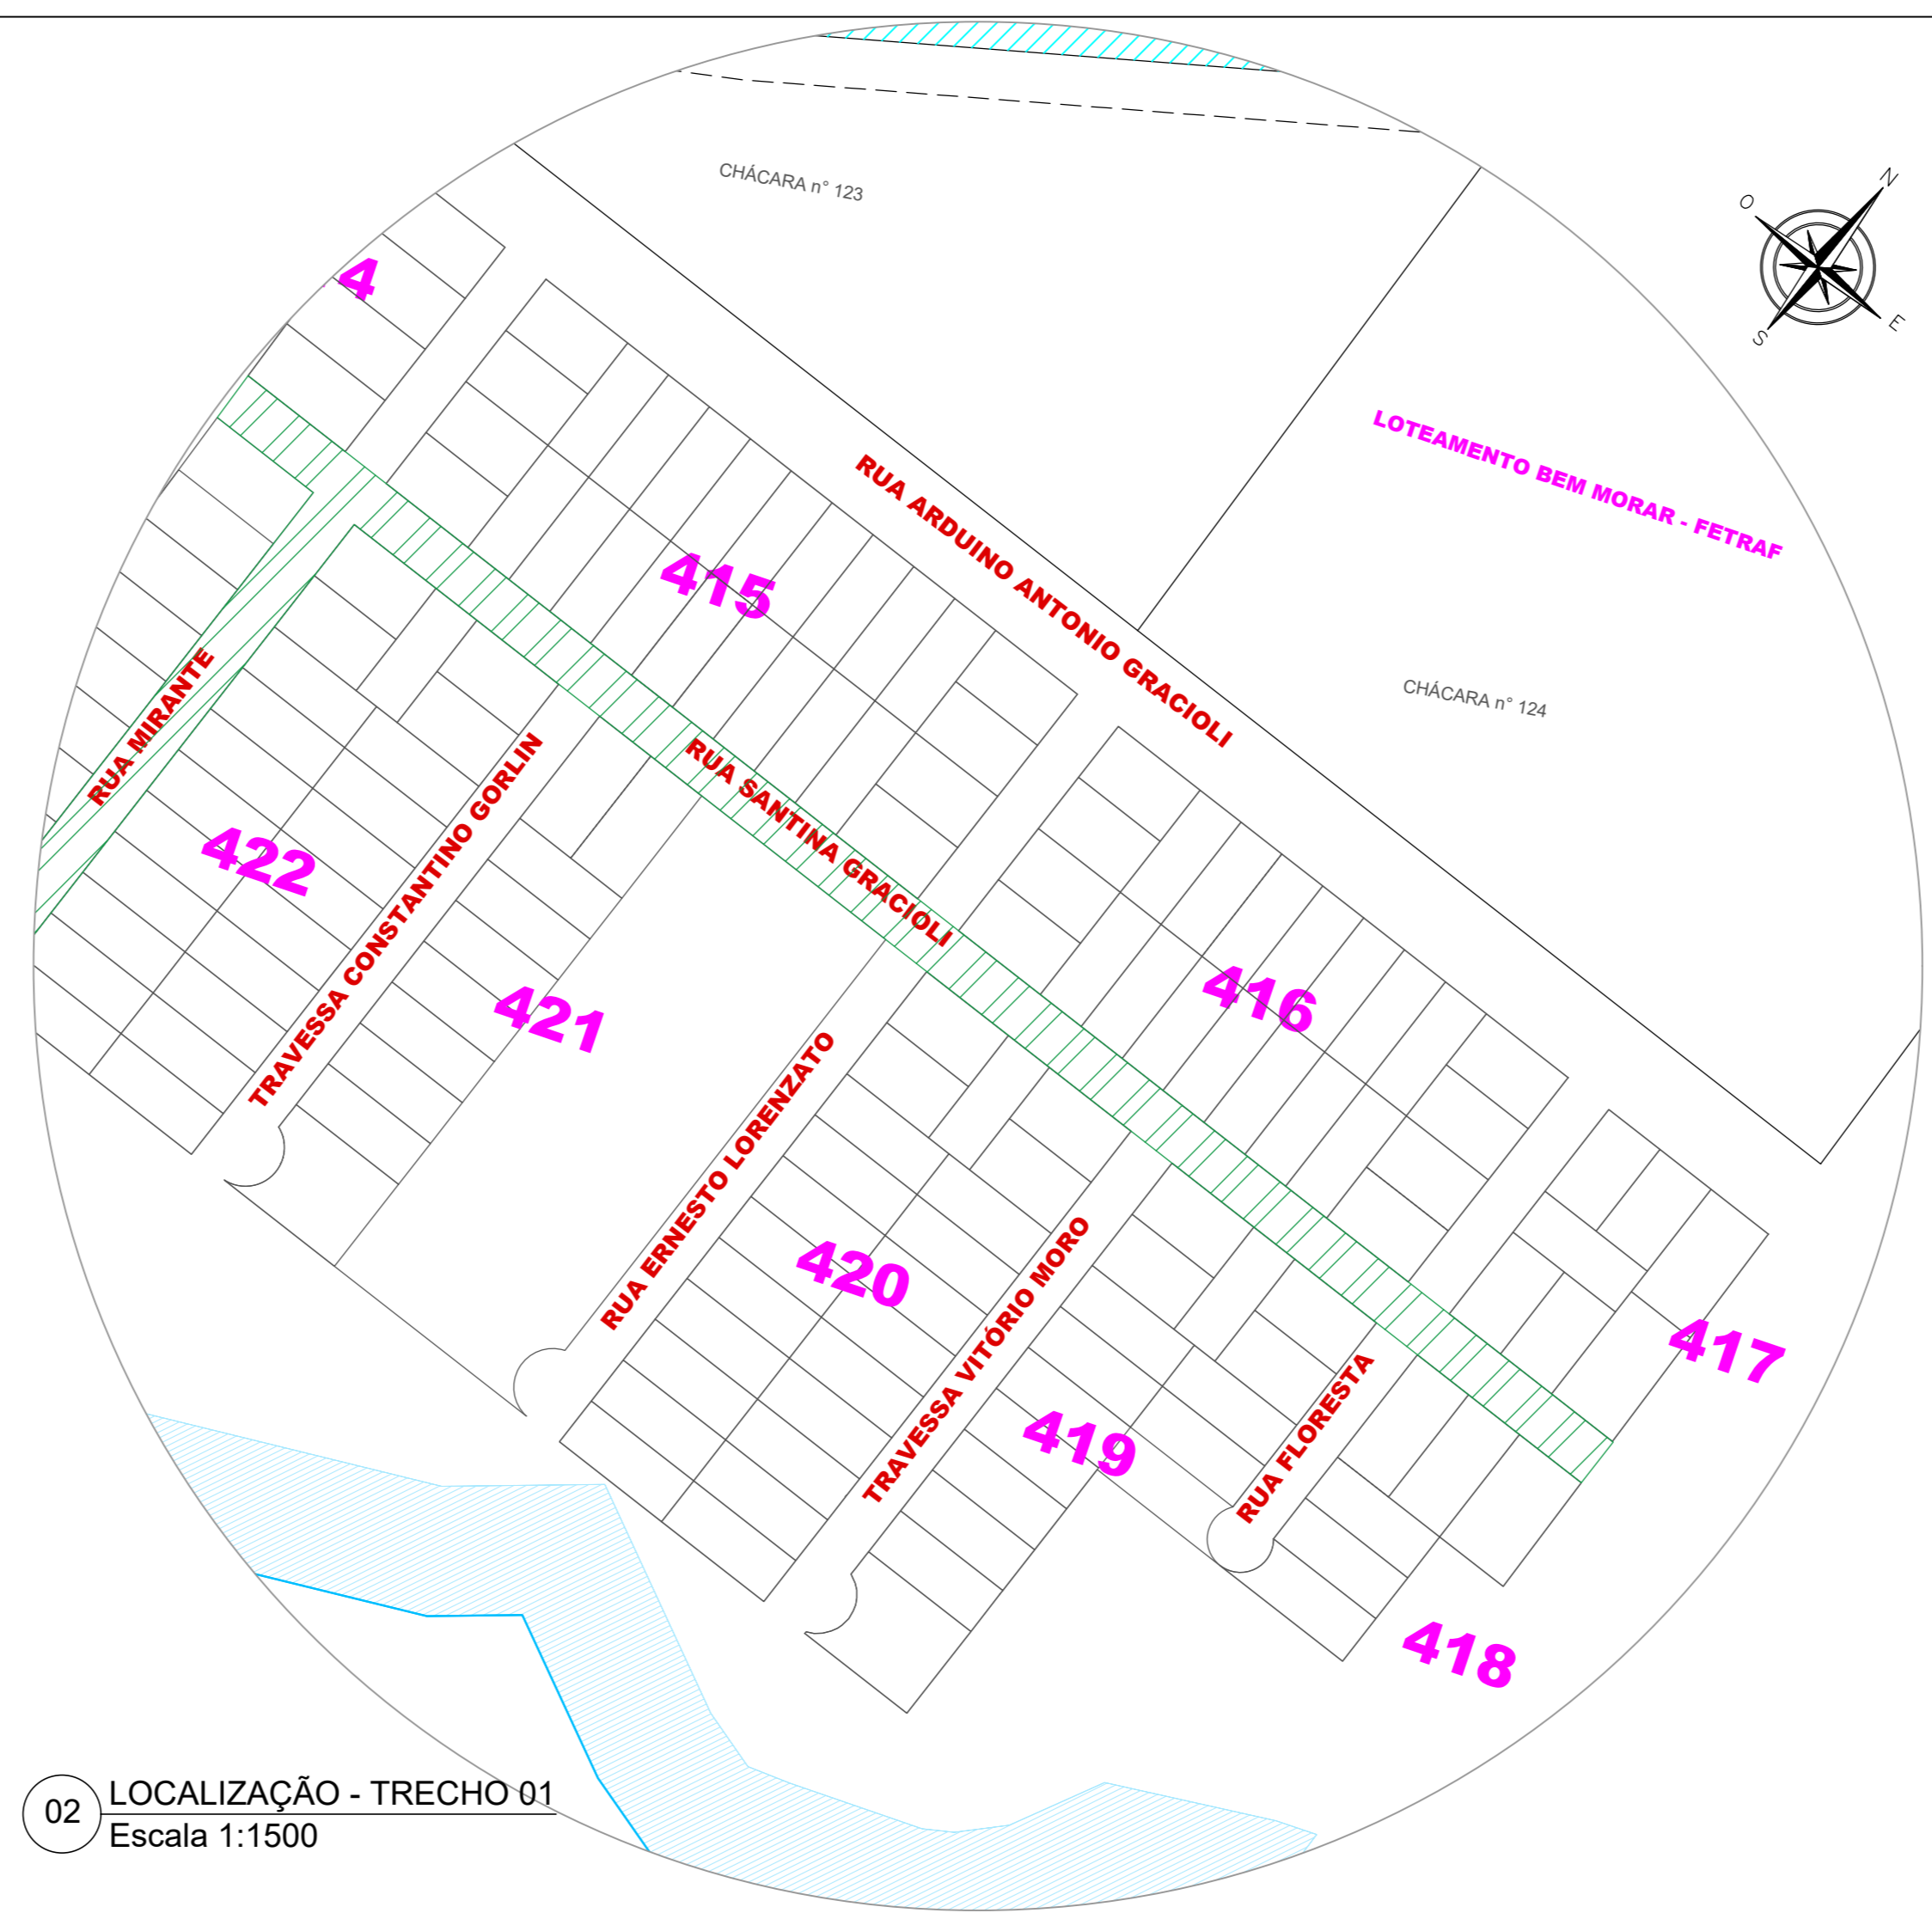 CHÁCARA n° 123
N
O
E
S
4
LOTEAMENTO BEM MORAR - FETRAF
RUA ARDUINO ANTONIO GRACIOLI
415
CHÁCARA n° 124
RUA MIRANTE
RUA SANTINA GRACIOLI
422
TRAVESSA CONSTANTINO GORLIN
421
416
RUA ERNESTO LORENZATO
420
TRAVESSA VITÓRIO MORO
417
419
RUA FLORESTA
418
02
LOCALIZAÇÃO - TRECHO 01
Escala 1:1500